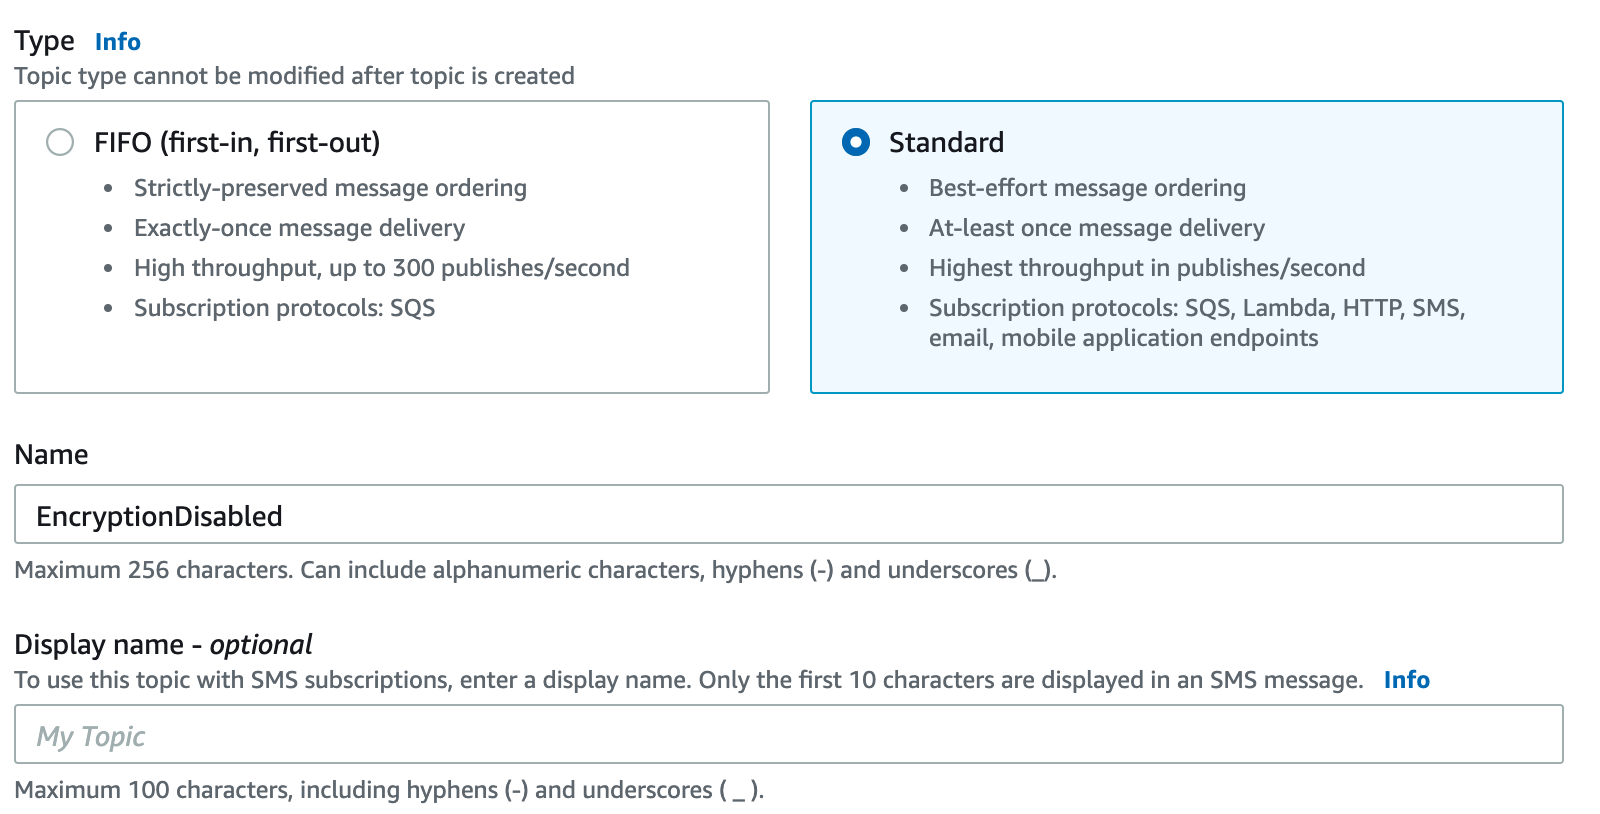 Type Info
Topic type cannot be modified after topic is created
FIFO (first-in, first-out)
• Strictly-preserved message ordering
• Exactly-once message delivery
• High throughput, up to 300 publishes/second
• Subscription protocols: SQS
Standard
• Best-effort message ordering
• At-least once message delivery
• Highest throughput in publishes/second
• Subscription protocols: SQS, Lambda, HTTP, SMS,
email, mobile application endpoints
Name
EncryptionDisabled
Maximum 256 characters. Can include alphanumeric characters, hyphens (-) and underscores (_).
Display name - optional
To use this topic with SMS subscriptions, enter a display name. Only the first 10 characters are displayed in an SMS message. Info
My Topic
Maximum 100 characters, including hyphens (-) and underscores ( _ ).